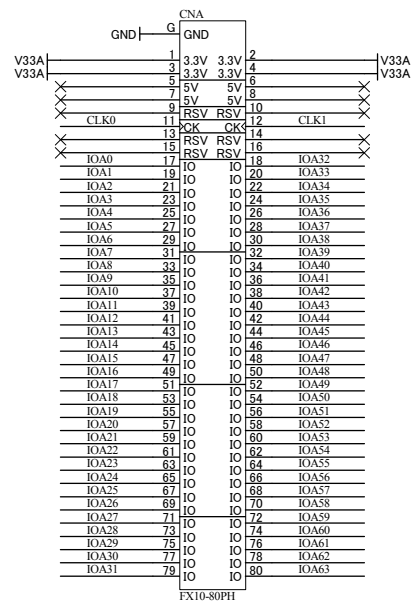 CNA
GND G GND
V33A 1 3.3V 3.3V 2 V33A
V33A 3 3.3V 3.3V 4 V33A
5 5V 5V 6
7 5V 5V 8
9 RSV RSV 10
CLK0 11 CK CK 12 CLK1
13 RSV RSV 14
15 RSV RSV 16
IOA0 17 IO IO 18 IOA32
IOA1 19 IO IO 20 IOA33
IOA2 21 IO IO 22 IOA34
IOA3 23 IO IO 24 IOA35
IOA4 25 IO IO 26 IOA36
IOA5 27 IO IO 28 IOA37
IOA6 29 IO IO 30 IOA38
IOA7 31 IO IO 32 IOA39
IOA8 33 IO IO 34 IOA40
IOA9 35 IO IO 36 IOA41
IOA10 37 IO IO 38 IOA42
IOA11 39 IO IO 40 IOA43
IOA12 41 IO IO 42 IOA44
IOA13 43 IO IO 44 IOA45
IOA14 45 IO IO 46 IOA46
IOA15 47 IO IO 48 IOA47
IOA16 49 IO IO 50 IOA48
IOA17 51 IO IO 52 IOA49
IOA18 53 IO IO 54 IOA50
IOA19 55 IO IO 56 IOA51
IOA20 57 IO IO 58 IOA52
IOA21 59 IO IO 60 IOA53
IOA22 61 IO IO 62 IOA54
IOA23 63 IO IO 64 IOA55
IOA24 65 IO IO 66 IOA56
IOA25 67 IO IO 68 IOA57
IOA26 69 IO IO 70 IOA58
IOA27 71 IO IO 72 IOA59
IOA28 73 IO IO 74 IOA60
IOA29 75 IO IO 76 IOA61
IOA30 77 IO IO 78 IOA62
IOA31 79 IO IO 80 IOA63
FX10-80PH